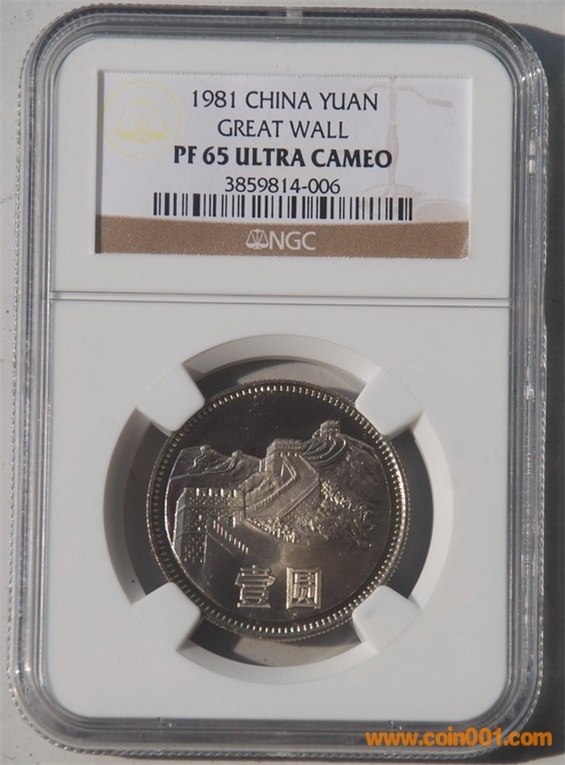 1981 CHINA YUAN
GREAT WALL
PF 65 ULTRA CAMEO
3859814-006
NGC
壹圆
www.coin001.com